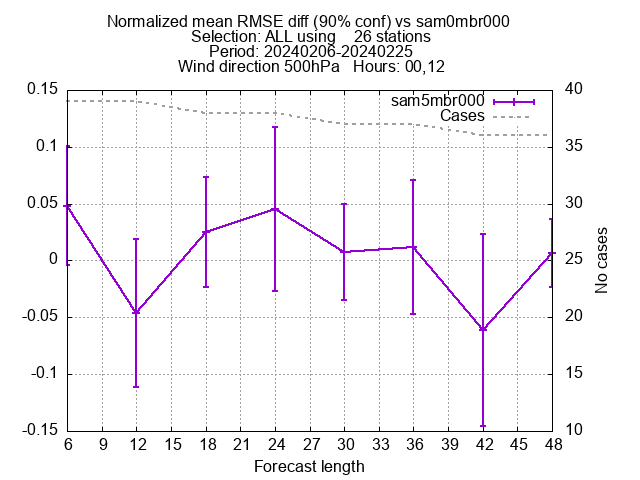 Normalized mean RMSE diff (90% conf) vs sam0mbr000
Selection: ALL using    26 stations
Period: 20240206-20240225
Wind direction 500hPa   Hours: 00,12
sam5mbr000
Cases
0.15
0.1
0.05
0
-0.05
-0.1
-0.15
40
35
30
25
20
15
10
No cases
6 9 12 15 18 21 24 27 30 33 36 39 42 45 48
Forecast length